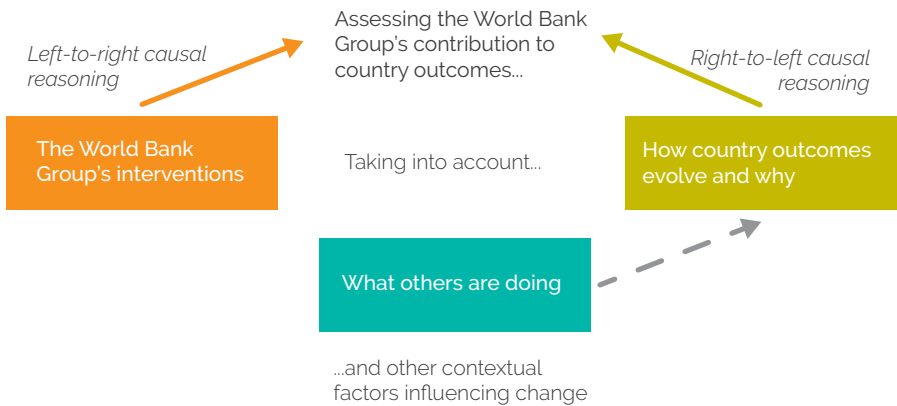 Assessing the World Bank
Group's contribution to
country outcomes...
Left-to-right causal
reasoning
Right-to-left causal
reasoning
The World Bank
Group's interventions
Taking into account...
How country outcomes
evolve and why
What others are doing
...and other contextual
factors influencing change